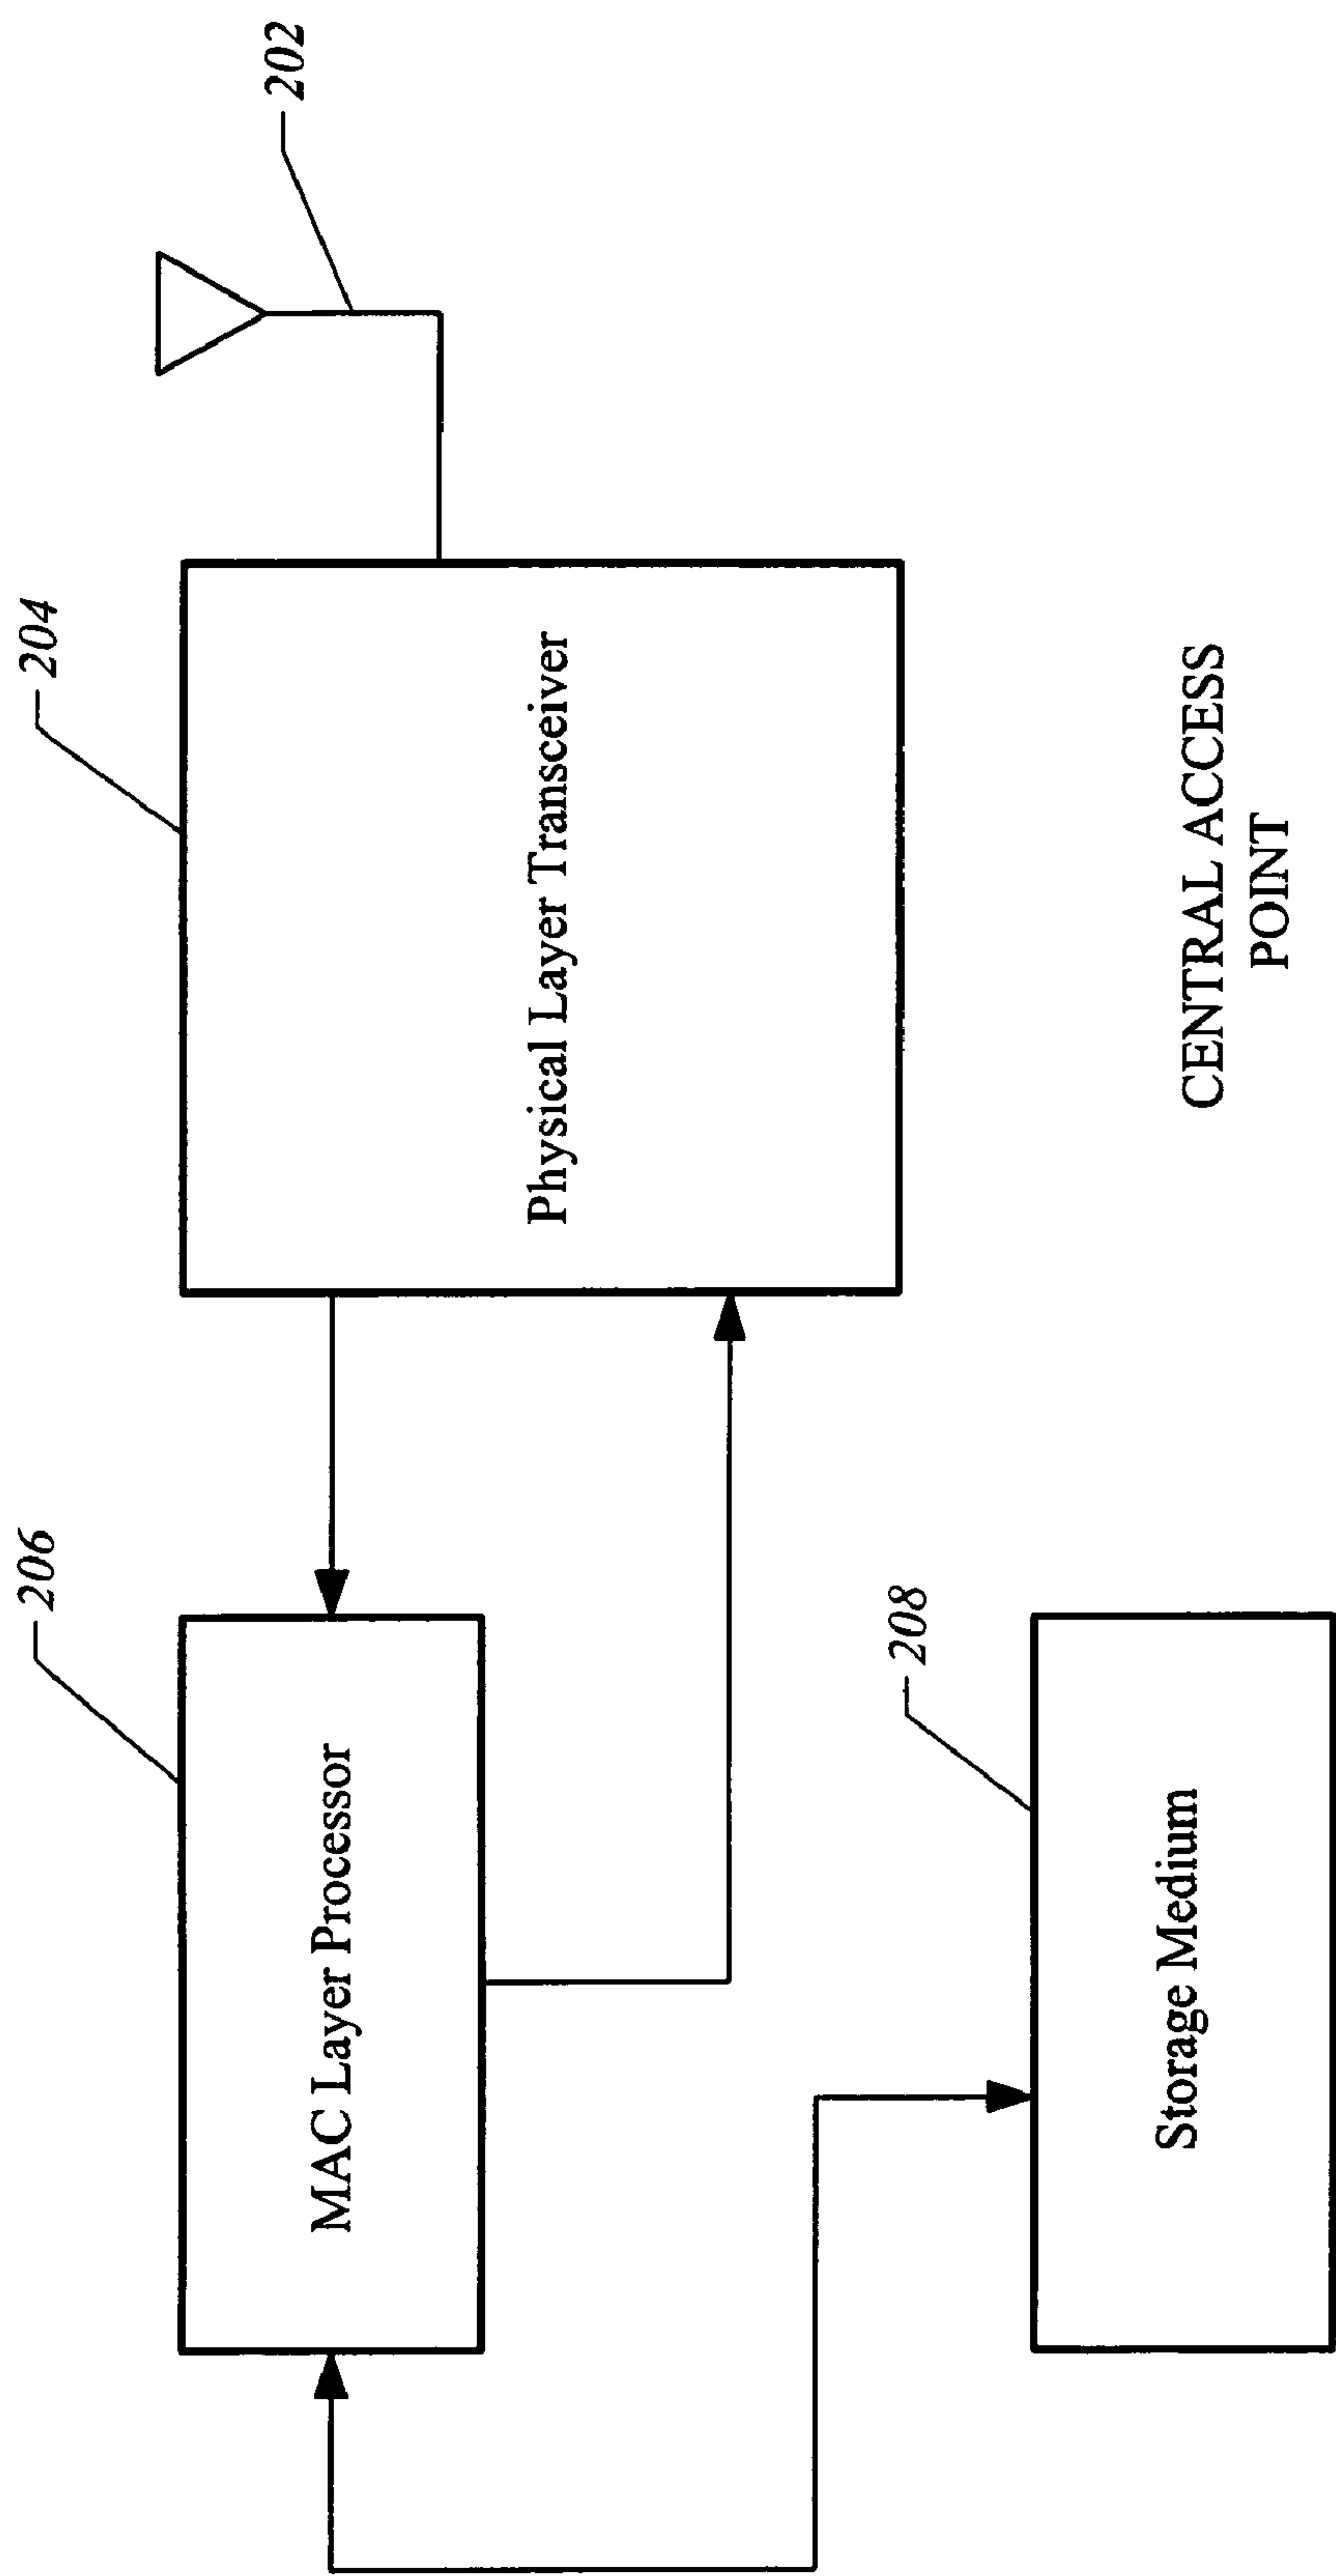 206
204
202
MAC Layer Processor
Physical Layer Transceiver
208
Storage Medium
CENTRAL ACCESS
POINT